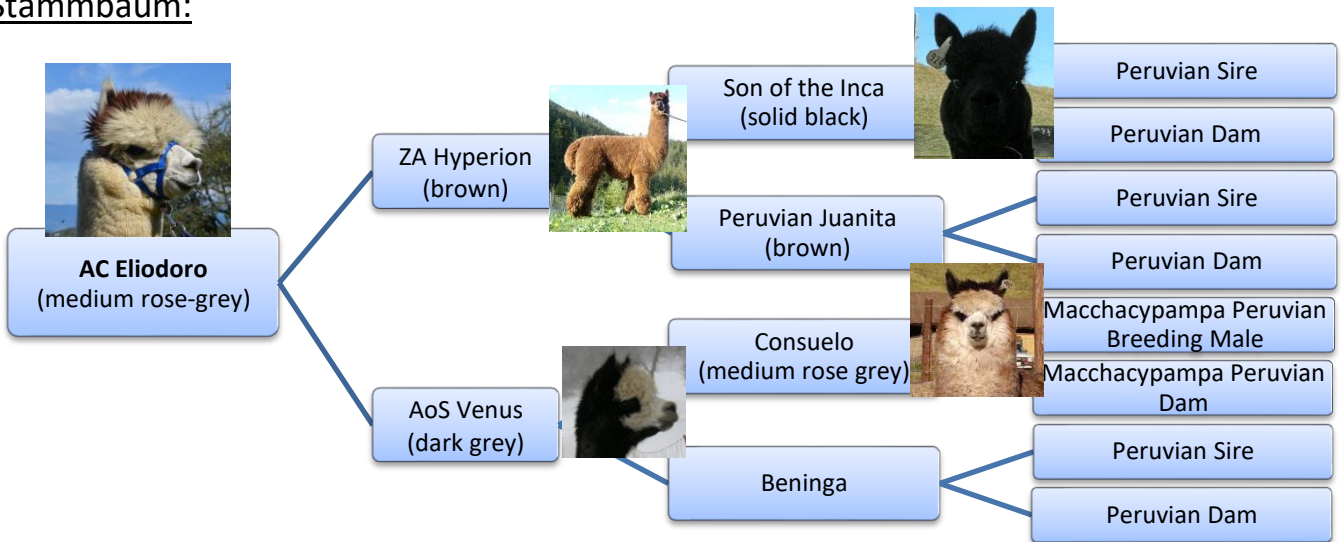 Stammbaum:
AC Eliodoro
(medium rose-grey)
ZA Hyperion
(brown)
AoS Venus
(dark grey)
Son of the Inca
(solid black)
Peruvian Juanita
(brown)
Consuelo
(medium rose grey)
Beninga
Peruvian Sire
Peruvian Dam
Peruvian Sire
Peruvian Dam
Macchacypampa Peruvian
Breeding Male
Macchacypampa Peruvian
Dam
Peruvian Sire
Peruvian Dam